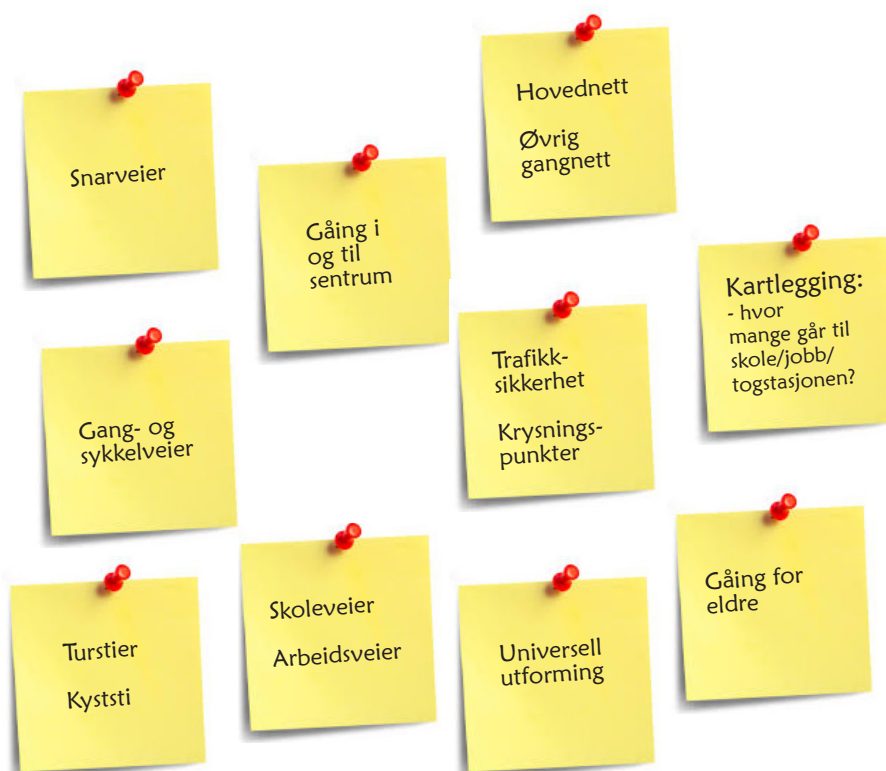 Snarveier
Gåing i
og til
sentrum
Hovednett
Øvrig
gangnett
Kartlegging:
- hvor
mange går til
skole/jobb/
togstasjonen?
Gang- og
sykkelveier
Trafikk-
sikkerhet
Krysnings-
punkter
Turstier
Kyststi
Skoleveier
Arbeidsveier
Universell
utforming
Gåing for
eldre